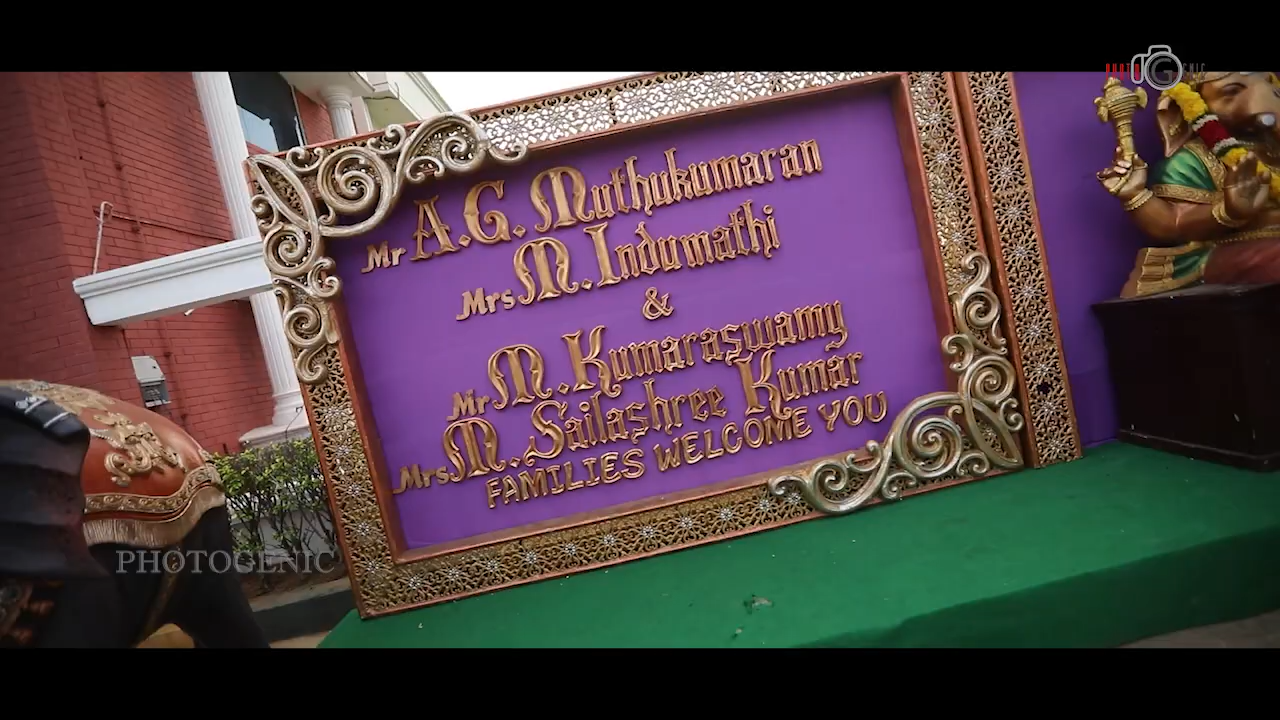 Mr A.G. Muthukumaran
Mrs M. Indumathi
&
Mr M. Kumaraswamy
Mrs M. Sailashree Kumar
FAMILIES WELCOME YOU
PHOTOGENIC